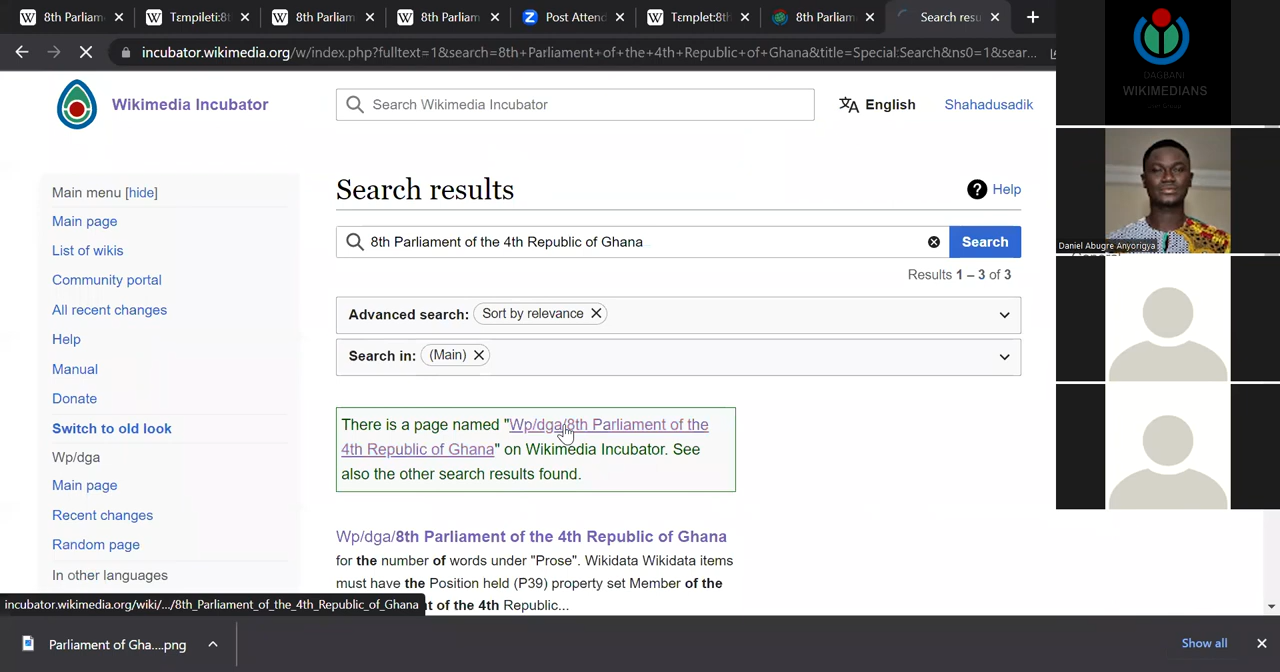 8th Parliam
Tɛmpileti:8
8th Parliam
8th Parliam
Post Attend
Tɛmplet:8th
8th Parliam
Search resu
incubator.wikimedia.org/w/index.php?fulltext=1&search=8th+Parliament+of+the+4th+Republic+of+Ghana&title=Special:Search&ns0=1&sear...
Wikimedia Incubator
Search Wikimedia Incubator
English
Shahadusadik
DAGBANI
WIKIMEDIANS
Main menu [hide]
Main page
List of wikis
Community portal
All recent changes
Help
Manual
Donate
Switch to old look
Wp/dga
Main page
Recent changes
Random page
In other languages
Search results
Help
8th Parliament of the 4th Republic of Ghana
Search
Results 1 – 3 of 3
Advanced search: Sort by relevance
Search in: (Main)
There is a page named "Wp/dga/8th Parliament of the
4th Republic of Ghana" on Wikimedia Incubator. See
also the other search results found.
Wp/dga/8th Parliament of the 4th Republic of Ghana
for the number of words under "Prose". Wikidata Wikidata items
must have the Position held (P39) property set Member of the
nt of the 4th Republic...
Daniel Abugre Anyorigya
incubator.wikimedia.org/wiki/.../8th_Parliament_of_the_4th_Republic_of_Ghana
Parliament of Gha....png
Show all